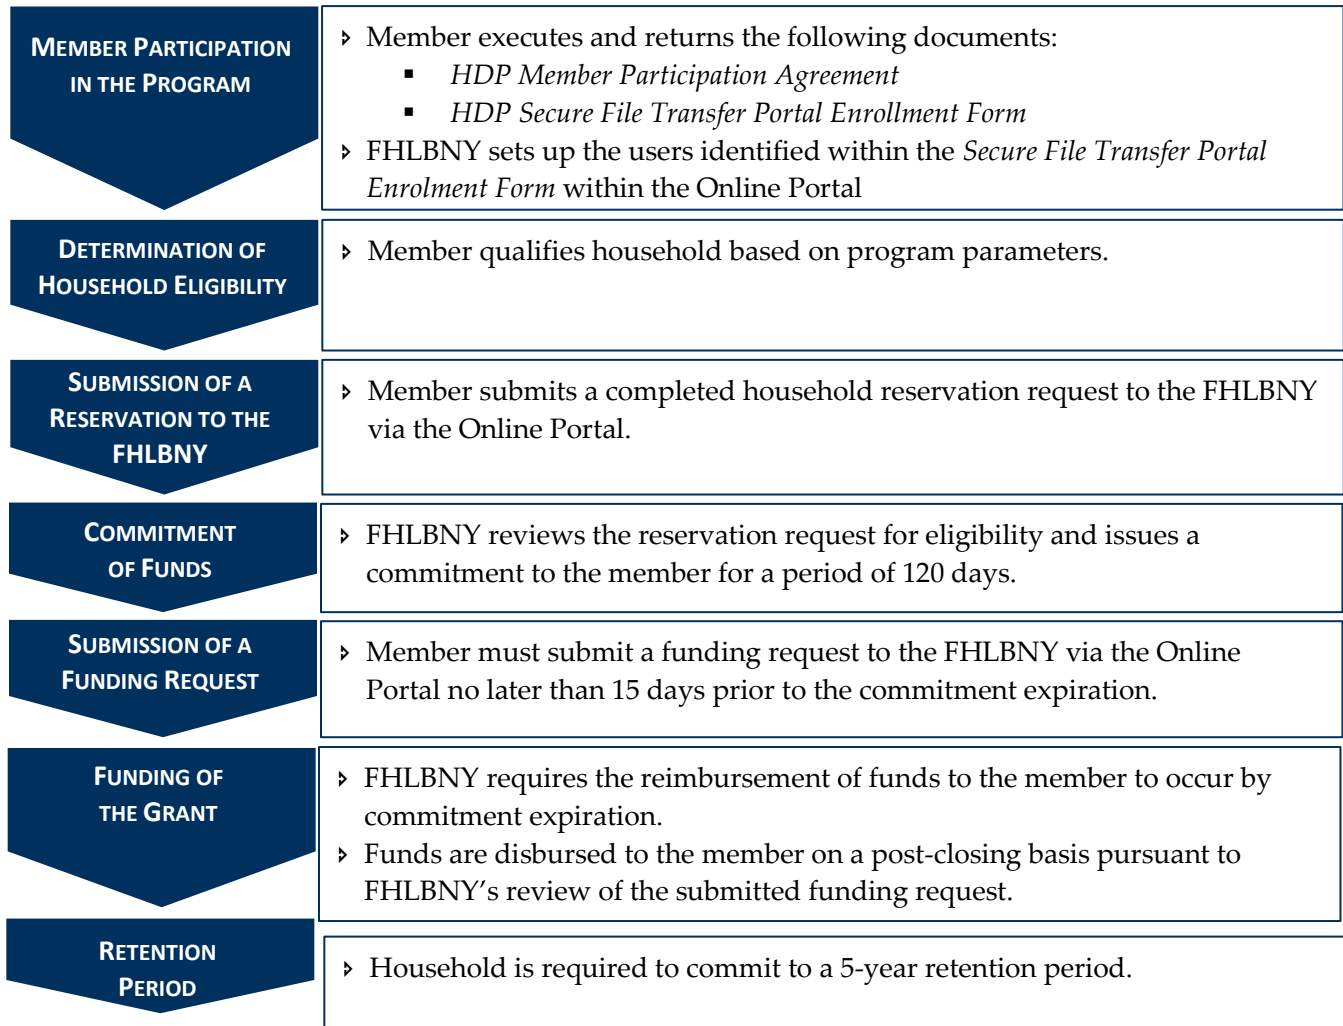 MEMBER PARTICIPATION
IN THE PROGRAM
▹ Member executes and returns the following documents:
▪ HDP Member Participation Agreement
▪ HDP Secure File Transfer Portal Enrollment Form
▹ FHLBNY sets up the users identified within the Secure File Transfer Portal
Enrolment Form within the Online Portal
DETERMINATION OF
HOUSEHOLD ELIGIBILITY
▹ Member qualifies household based on program parameters.
SUBMISSION OF A
RESERVATION TO THE
FHLBNY
▹ Member submits a completed household reservation request to the FHLBNY
via the Online Portal.
COMMITMENT
OF FUNDS
▹ FHLBNY reviews the reservation request for eligibility and issues a
commitment to the member for a period of 120 days.
SUBMISSION OF A
FUNDING REQUEST
▹ Member must submit a funding request to the FHLBNY via the Online
Portal no later than 15 days prior to the commitment expiration.
FUNDING OF
THE GRANT
▹ FHLBNY requires the reimbursement of funds to the member to occur by
commitment expiration.
▹ Funds are disbursed to the member on a post-closing basis pursuant to
FHLBNY’s review of the submitted funding request.
RETENTION
PERIOD
▹ Household is required to commit to a 5-year retention period.